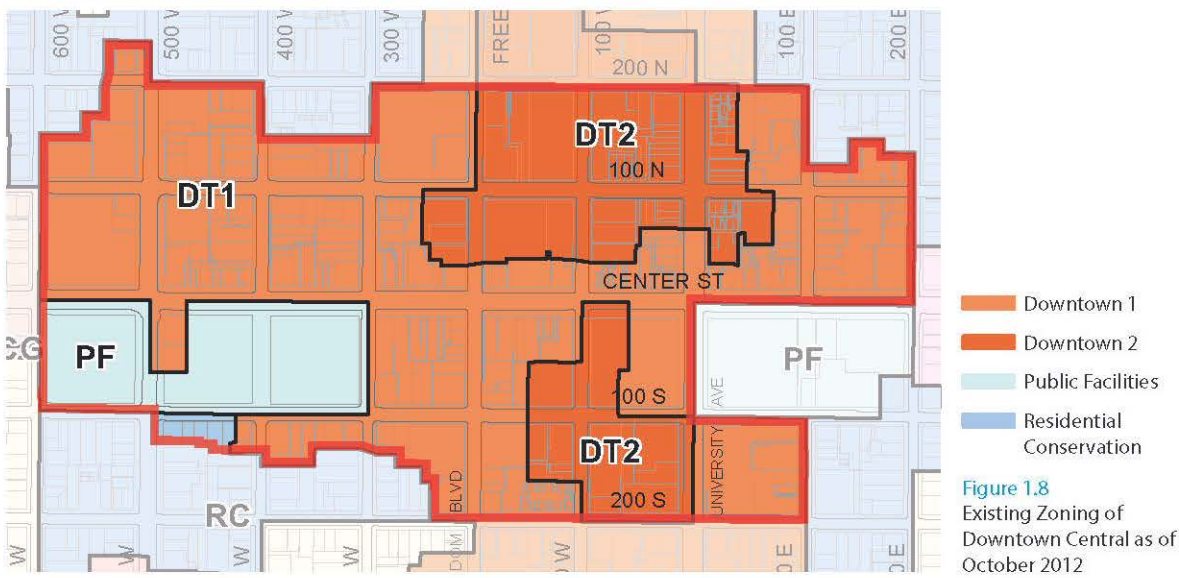 600 W
500 W
400 W
300 W
FREE
100 W
200 N
100 E
200 E
DT2
100 N
DT1
CENTER ST
PF
PF
100 S
AVE
DT2
UNIVERSITY
BLVD
200 S
RC
W
W
W
W
E
E
Downtown 1
Downtown 2
Public Facilities
Residential
Conservation
Figure 1.8
Existing Zoning of
Downtown Central as of
October 2012